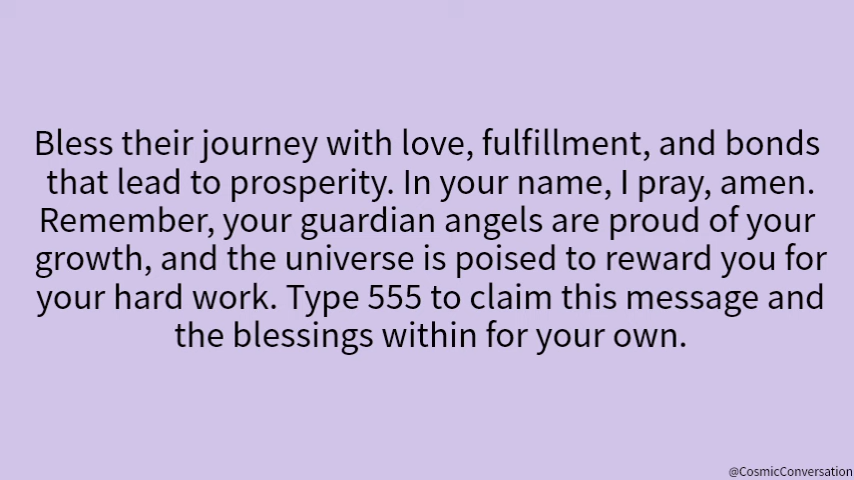 Bless their journey with love, fulfillment, and bonds
that lead to prosperity. In your name, I pray, amen.
Remember, your guardian angels are proud of your
growth, and the universe is poised to reward you for
your hard work. Type 555 to claim this message and
the blessings within for your own.
@CosmicConversation